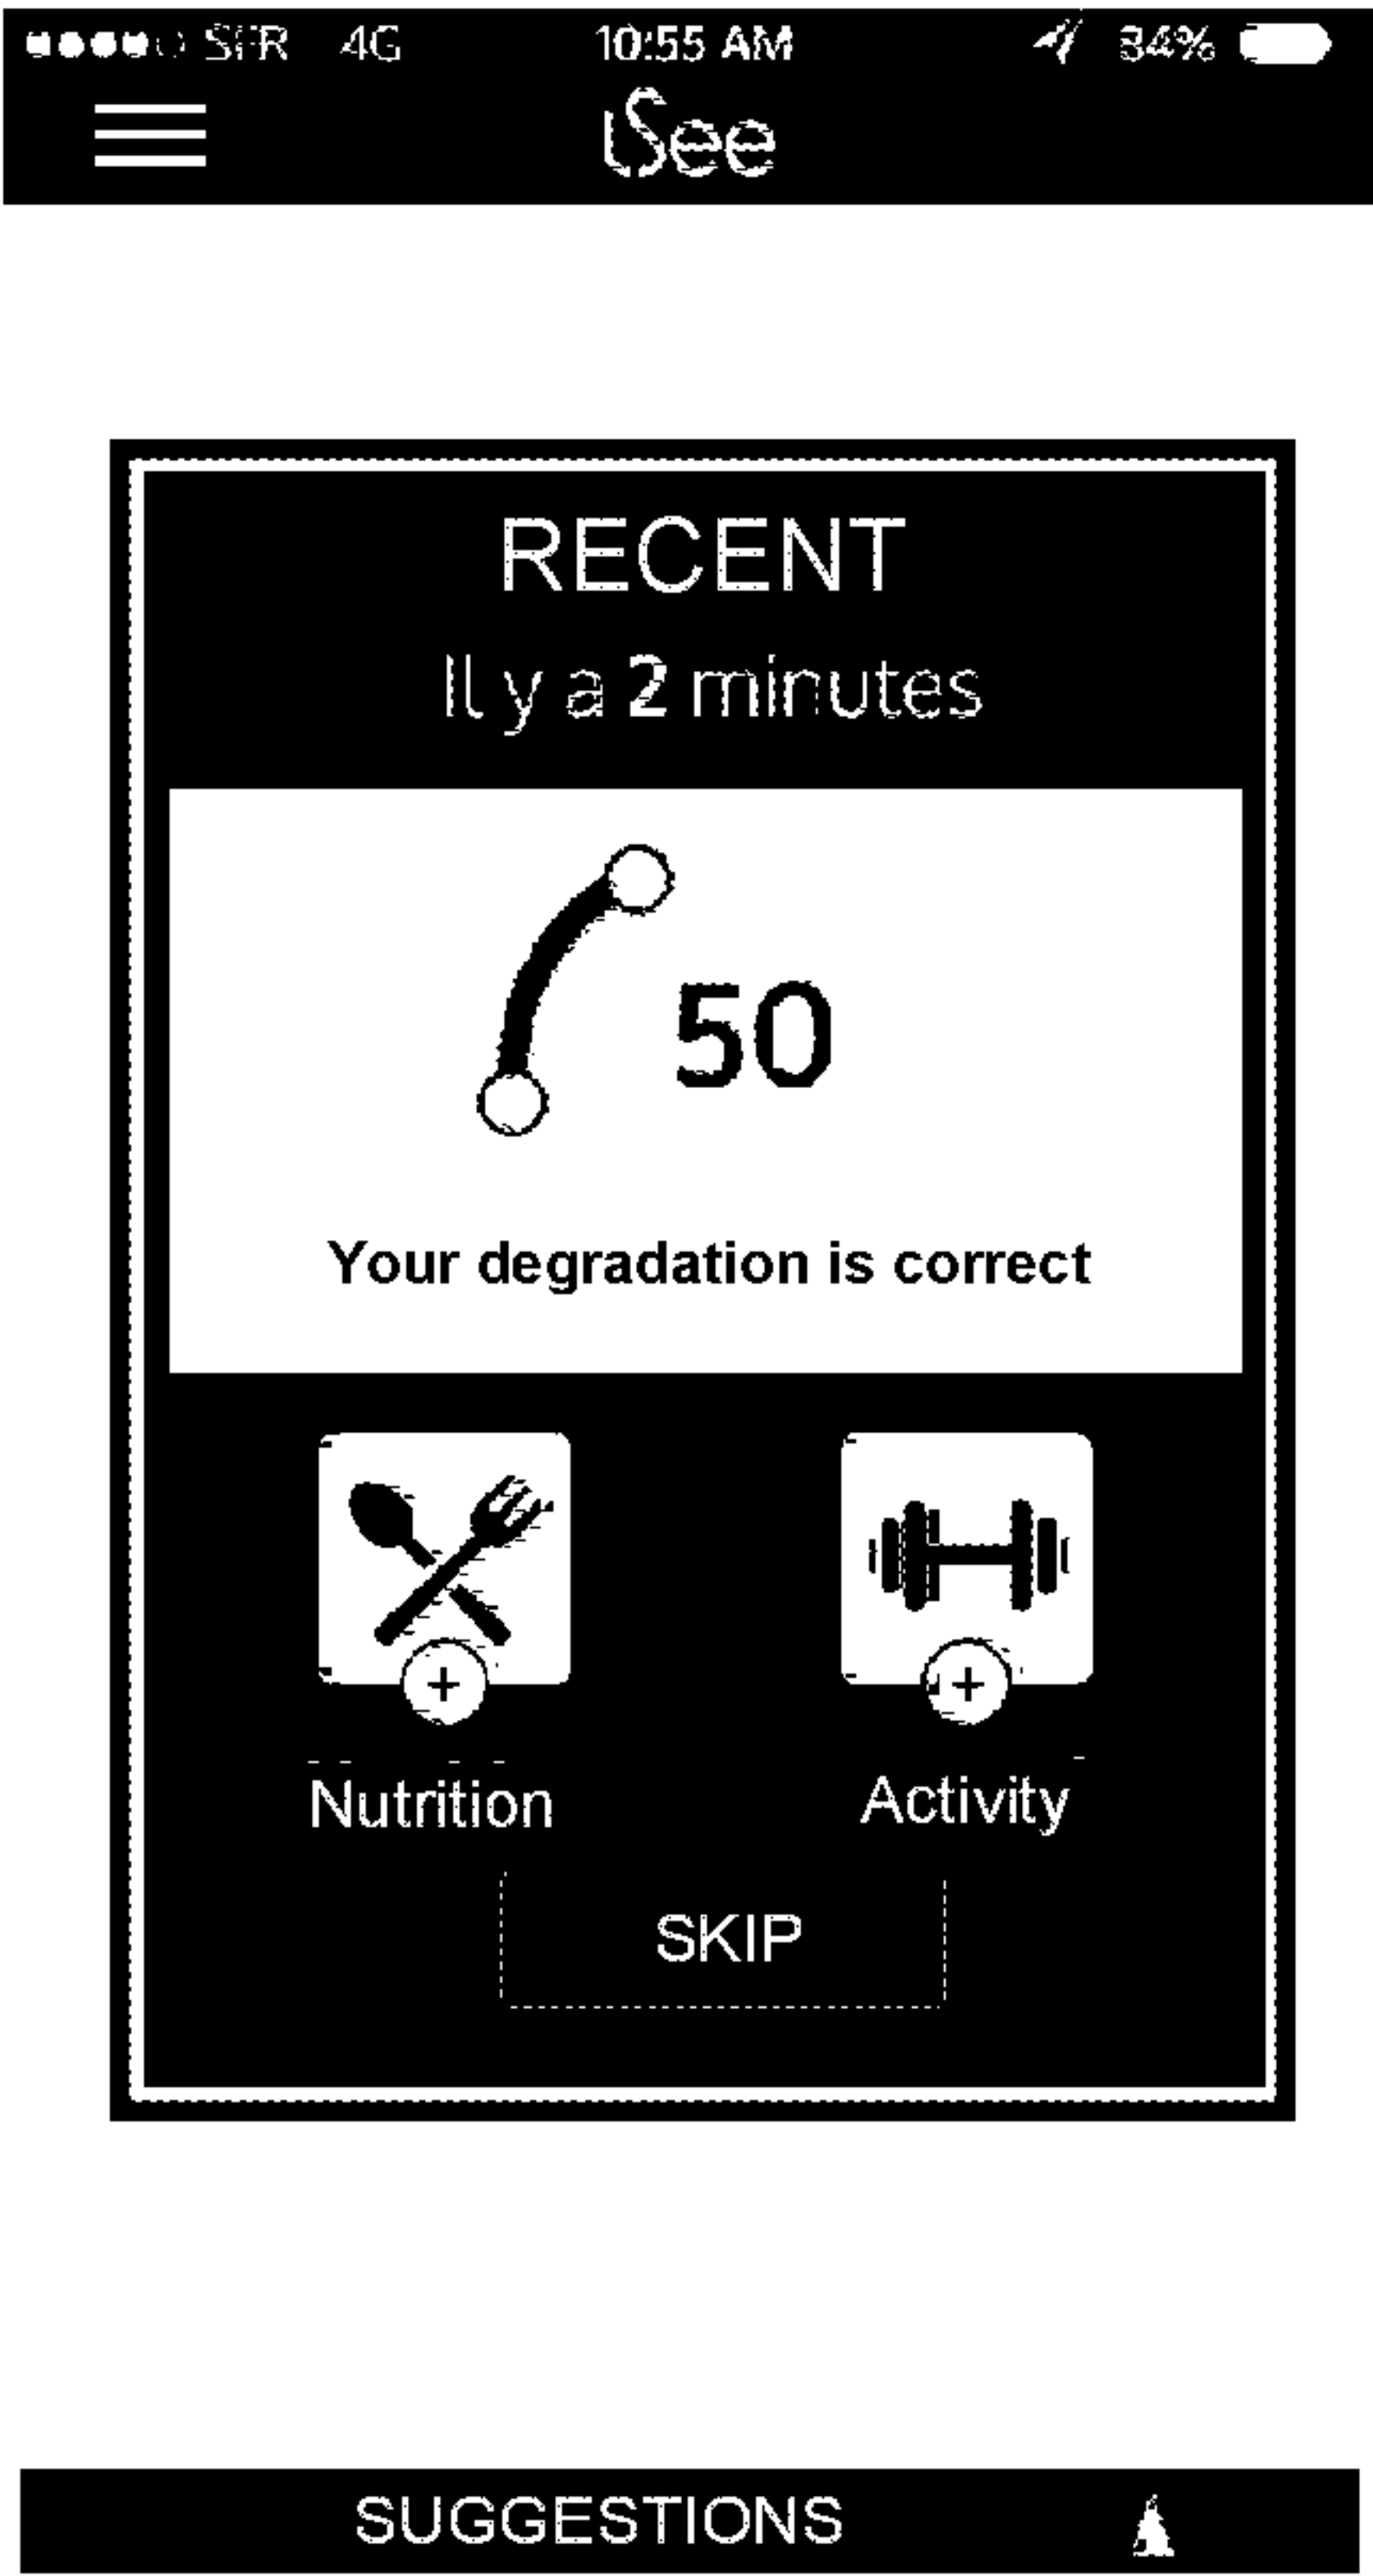 SFR 4G 10:55 AM 84%
iSee
RECENT
Il y a 2 minutes
50
Your degradation is correct
Nutrition Activity
SKIP
SUGGESTIONS